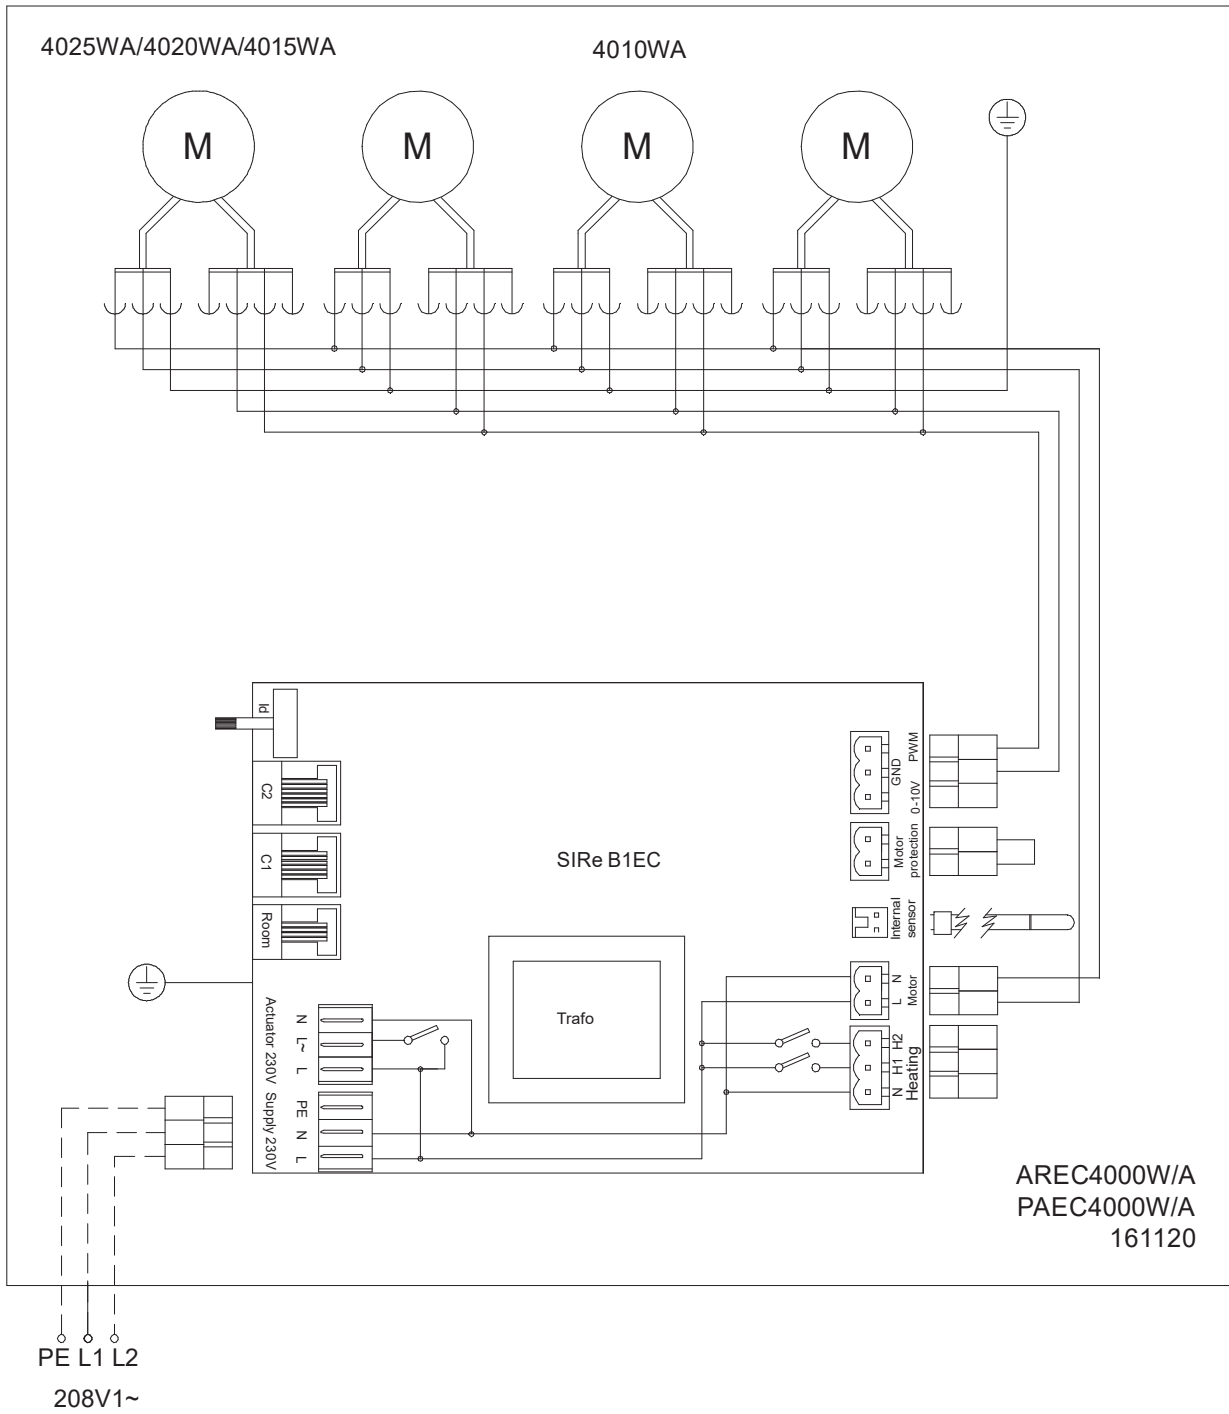 4025WA/4020WA/4015WA
4010WA
M M M M
Id
C2
C1
Room
SIRe B1EC
Trafo
PWM
GND
0-10V
Motor
protection
Internal
sensor
N
L
Motor
H2
H1
N
Heating
Actuator 230V
N
L~
L
Supply 230V
PE
N
L
AREC4000W/A
PAEC4000W/A
161120
PE L1 L2
208V1~